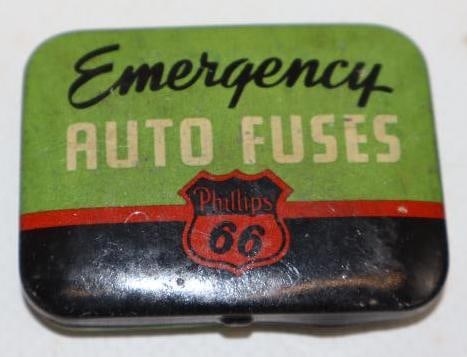 Emergency
AUTO FUSES
Phillips
66